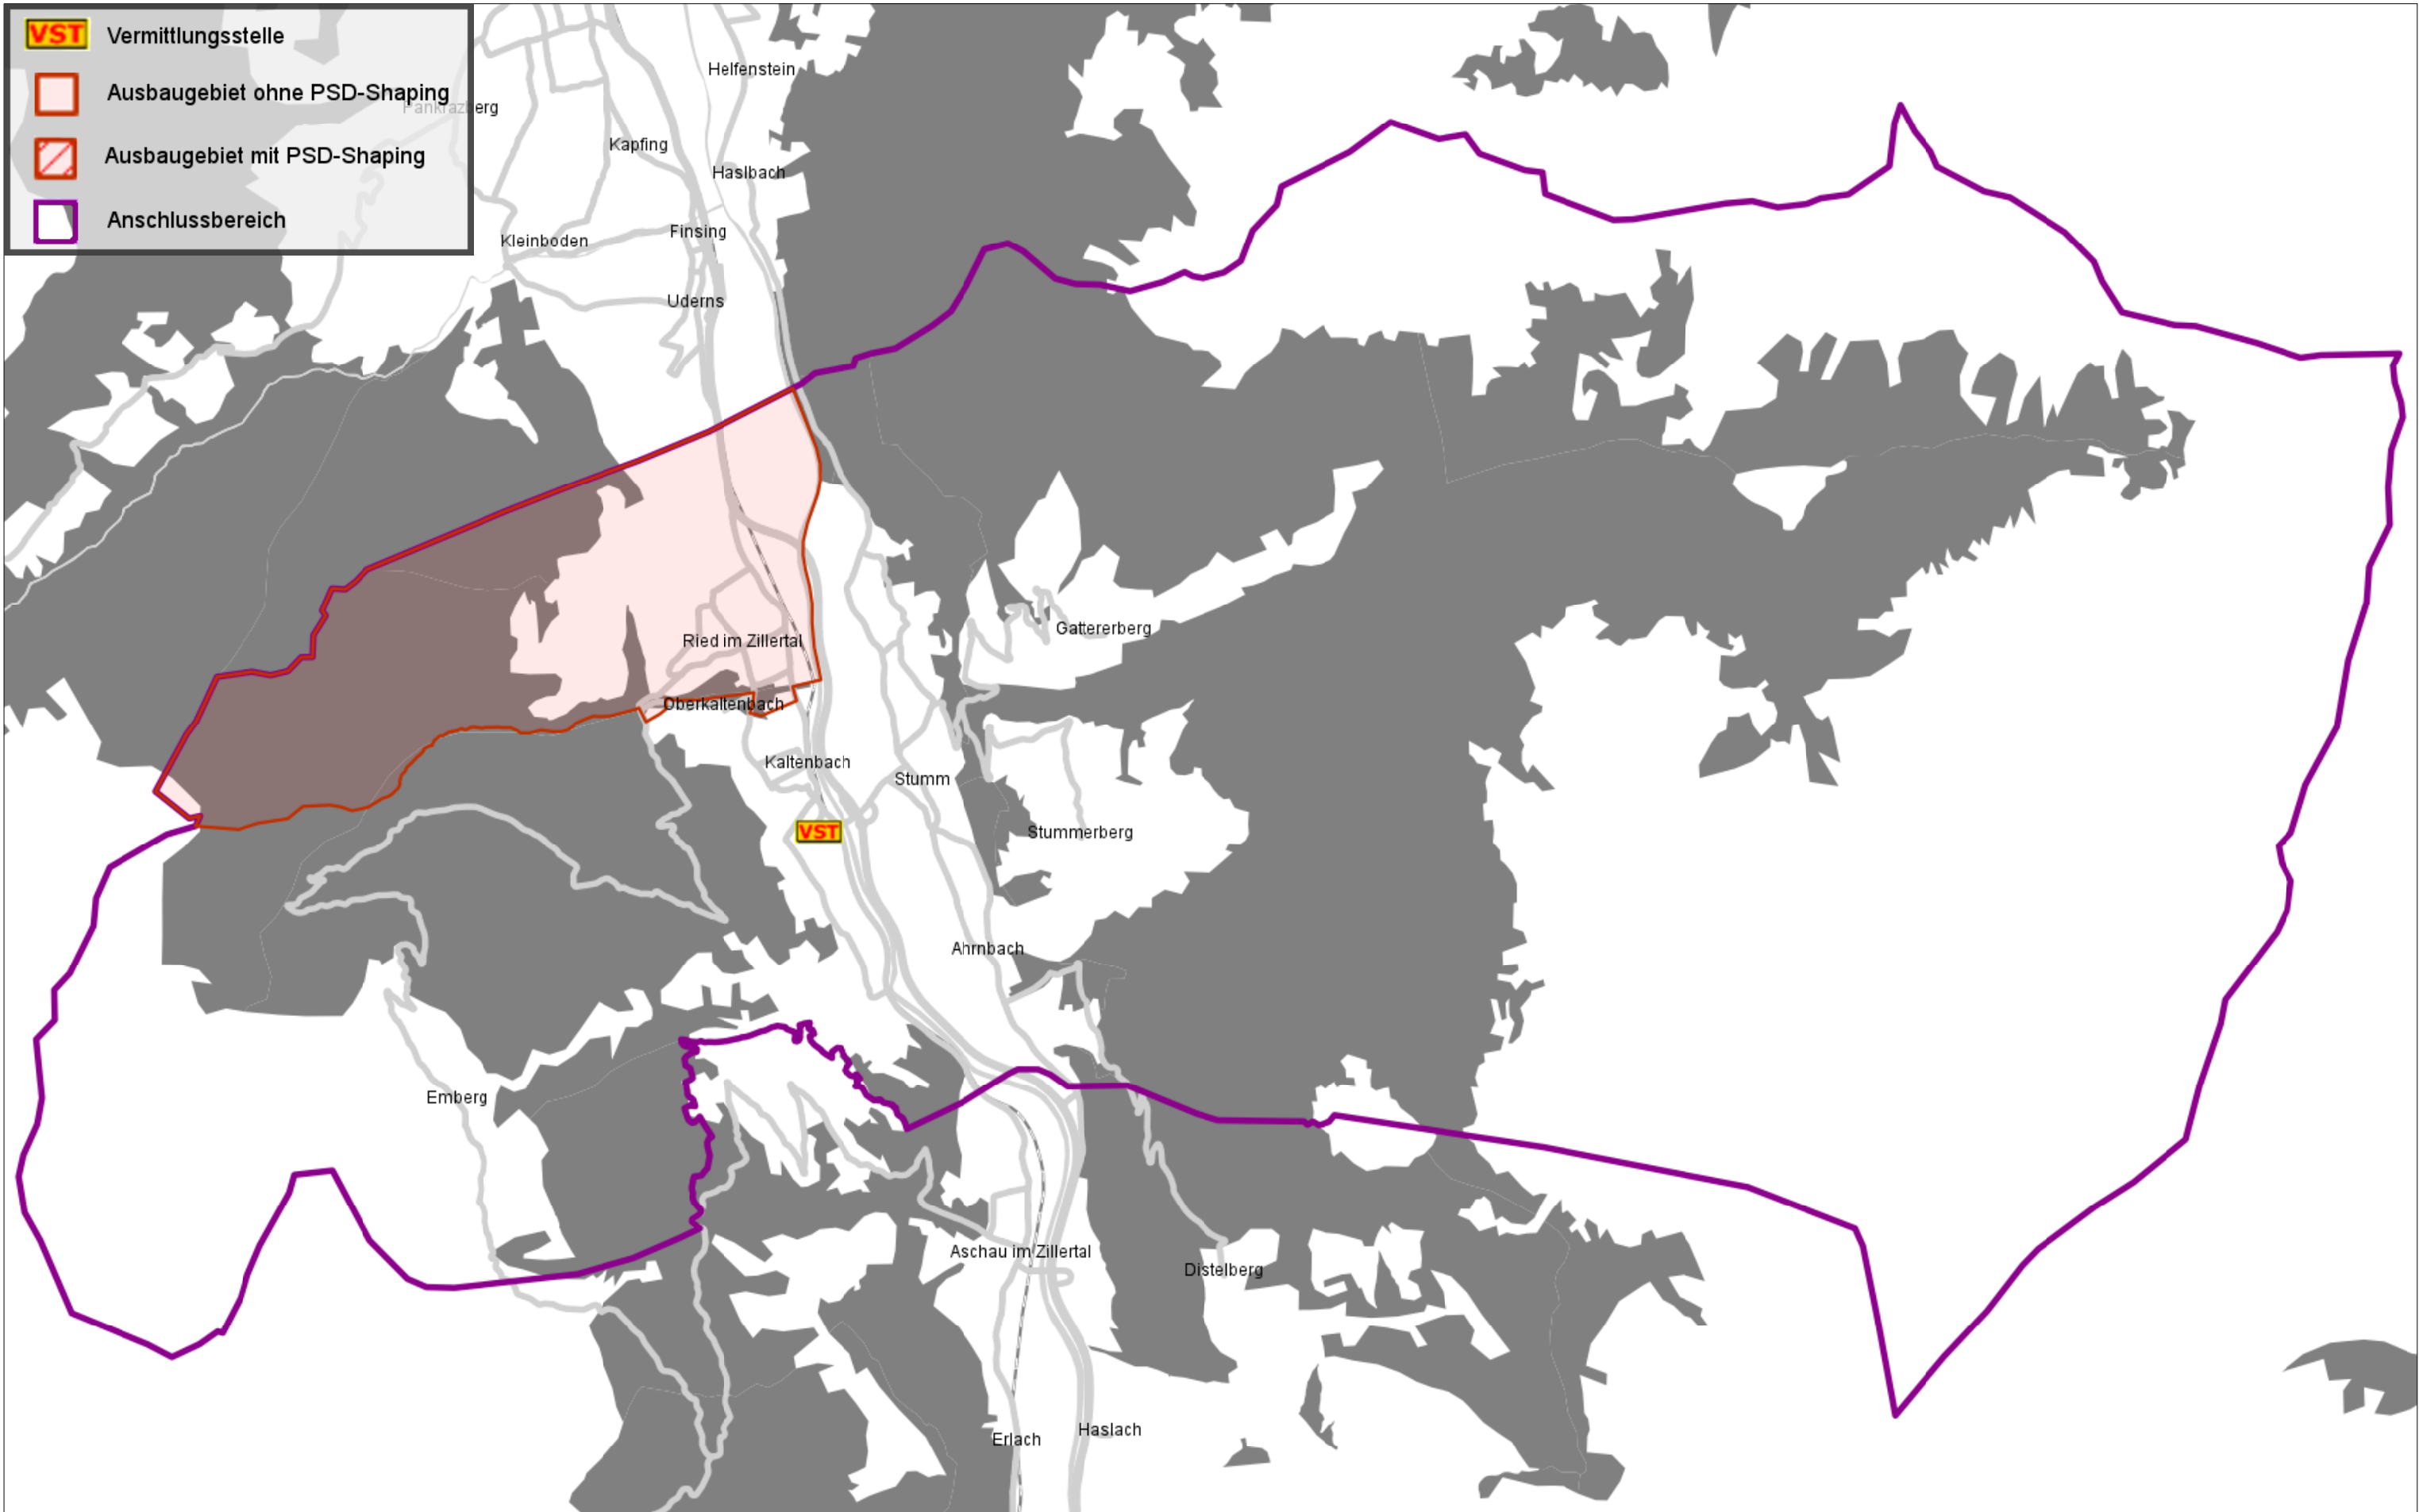 VST Vermittlungsstelle
Ausbaugebiet ohne PSD-Shaping
Pankrazberg
Ausbaugebiet mit PSD-Shaping
Anschlussbereich
Helfenstein
Kapfing
Haslbach
Finsing
Kleinboden
Uderns
Gattererberg
Ried im Zillertal
Oberkaltenbach
Kaltenbach
Stumm
VST
Stummerberg
Ahrnbach
Emberg
Aschau im Zillertal
Distelberg
Haslach
Erlach